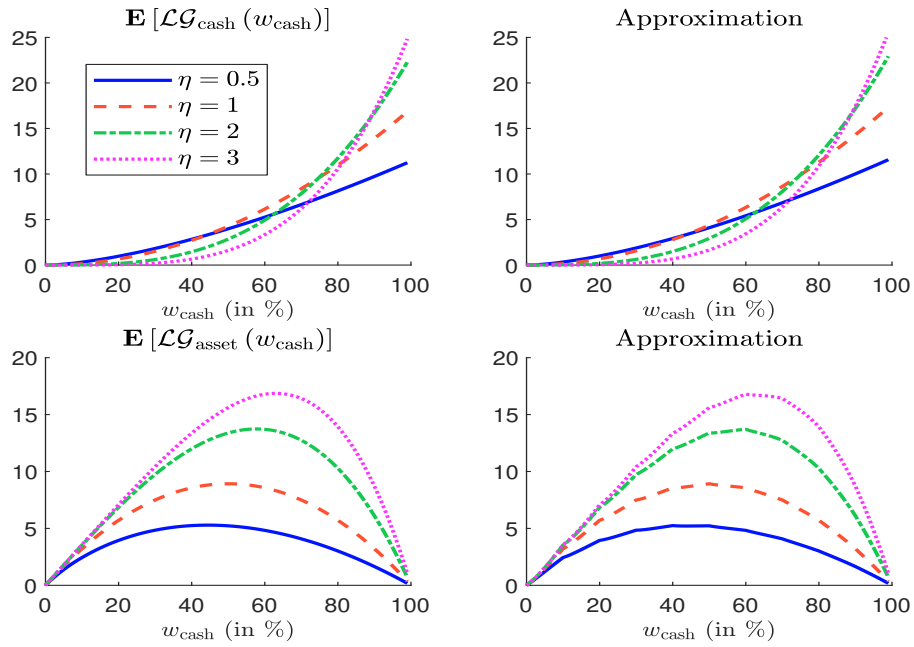 E [LG_cash (w_cash)]
Approximation
25
20
15
10
5
0
η = 0.5
η = 1
η = 2
η = 3
0 20 40 60 80 100
w_cash (in %)
25
20
15
10
5
0
0 20 40 60 80 100
w_cash (in %)
E [LG_asset (w_cash)]
Approximation
20
15
10
5
0
0 20 40 60 80 100
w_cash (in %)
20
15
10
5
0
0 20 40 60 80 100
w_cash (in %)